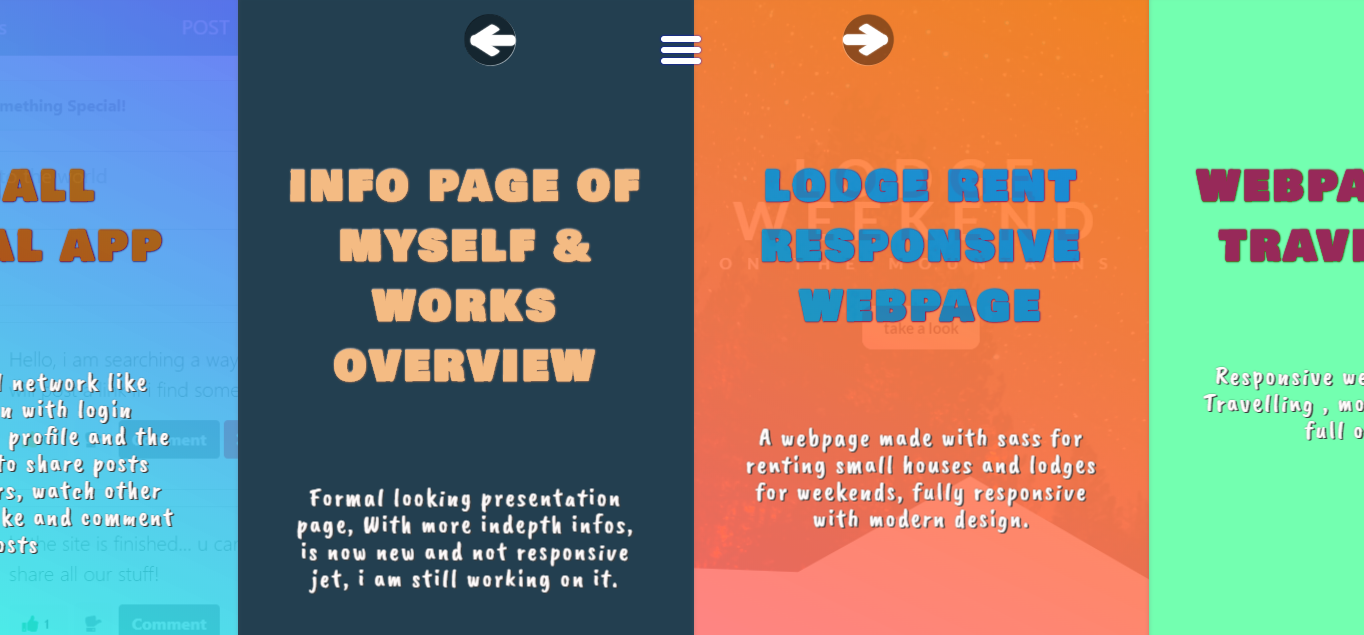 POST
mething Special!
ALL
AL APP
Hello, i am searching a way
network like
n with login
profile and the
to share posts
rs, watch other
ke and comment
osts
Comment
he site is finished... u can
share all our stuff!
1
Comment
INFO PAGE OF
MYSELF &
WORKS
OVERVIEW
Formal looking presentation
page, With more indepth infos,
is now new and not responsive
jet, i am still working on it.
LODGE
WEEKEND
ON THE MOUNTAINS
take a look
LODGE RENT
RESPONSIVE
WEBPAGE
A webpage made with sass for
renting small houses and lodges
for weekends, fully responsive
with modern design.
WEBPA
TRAV
Responsive we
Travelling , mo
full o